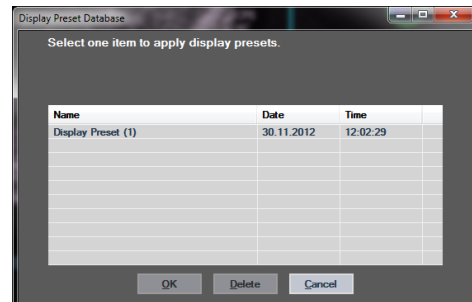 Display Preset Database
Select one item to apply display presets.
Name Date Time
Display Preset (1) 30.11.2012 12:02:29
OK Delete Cancel